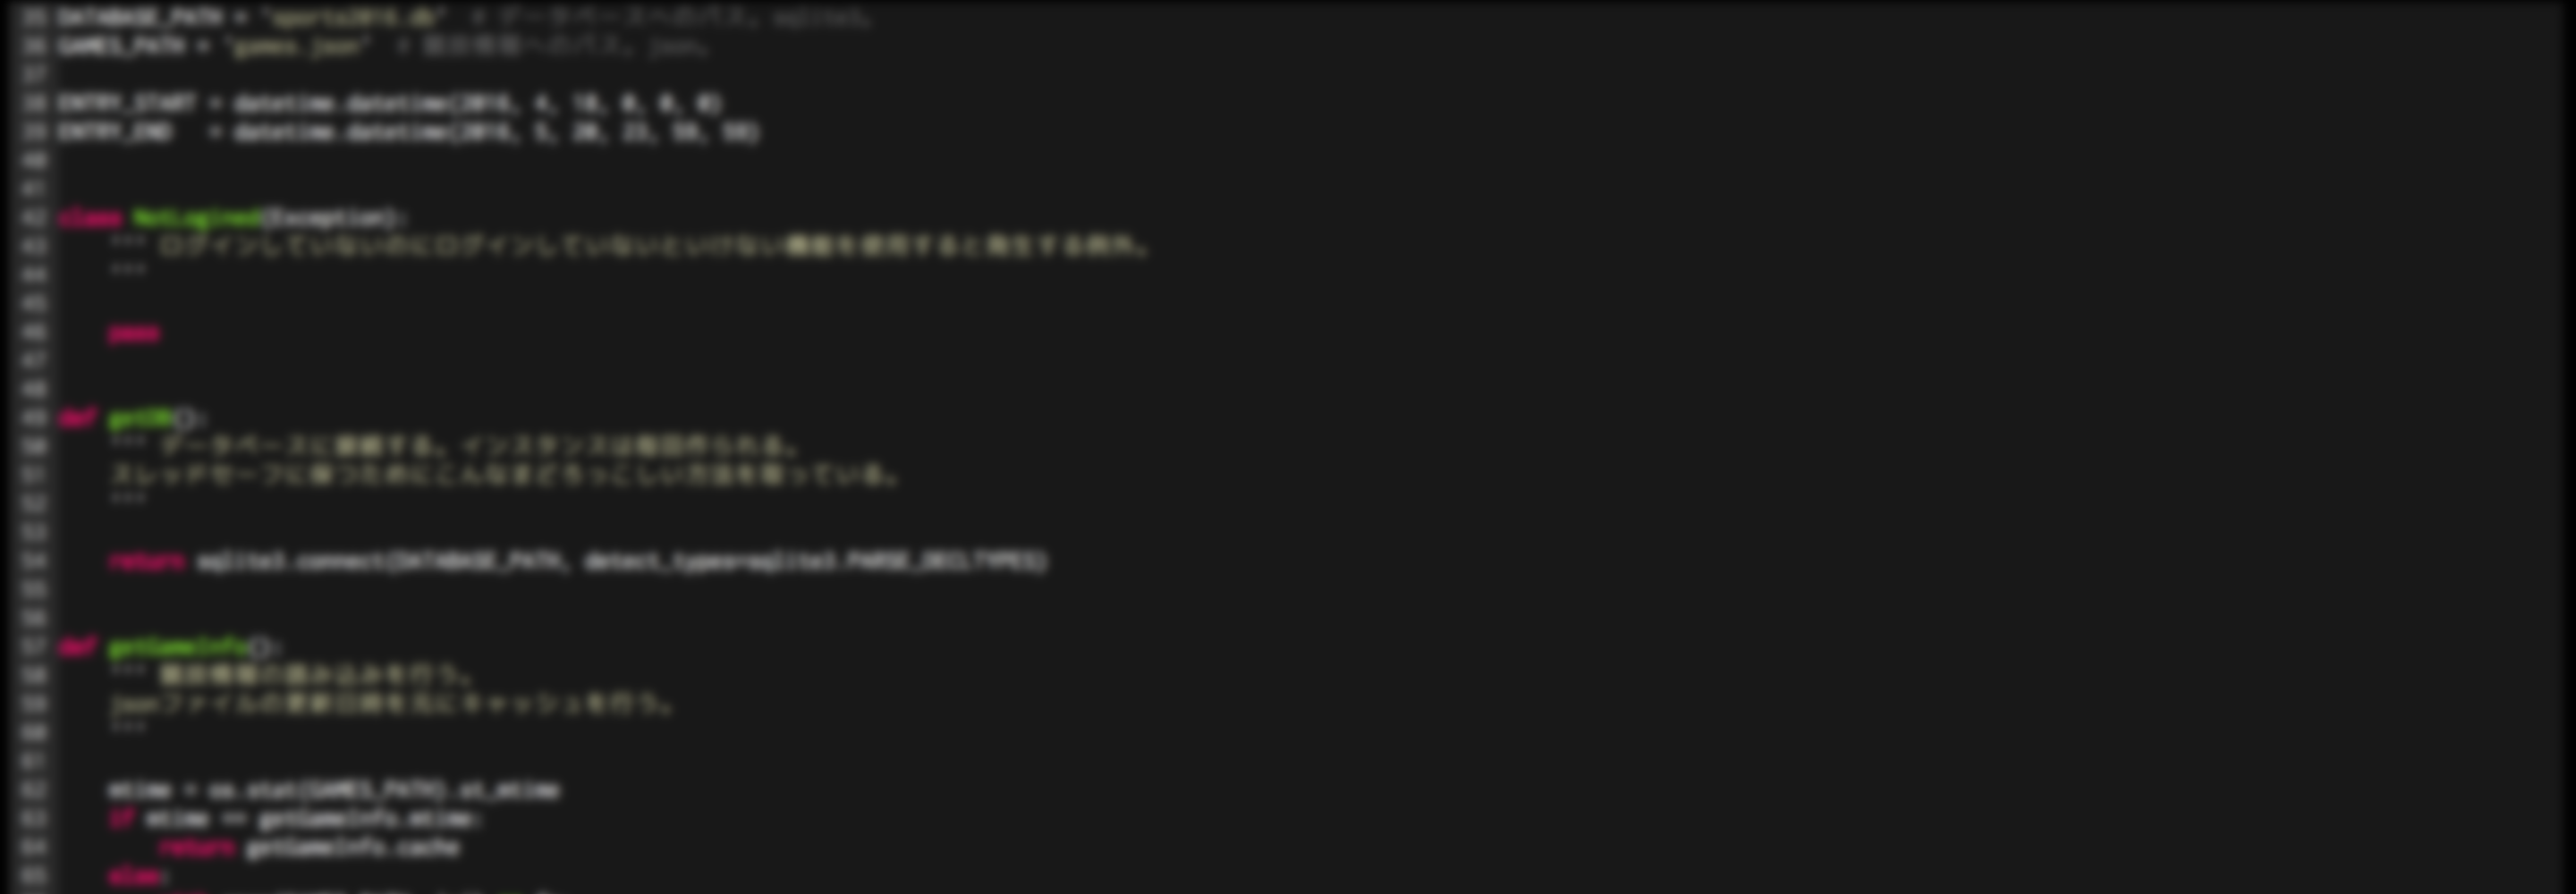 35 DATABASE_PATH = "sports2016.db" # データベースへのパス。sqlite3。
36 GAMES_PATH = "games.json" # 競技情報へのパス。json。
37
38 ENTRY_START = datetime.datetime(2016, 4, 18, 0, 0, 0)
39 ENTRY_END = datetime.datetime(2016, 5, 20, 23, 59, 59)
40
41
42 class NotLogined(Exception):
43 """ ログインしていないのにログインしていないといけない機能を使用すると発生する例外。
44 """
45
46 pass
47
48
49 def getDB():
50 """ データベースに接続する。インスタンスは毎回作られる。
51 スレッドセーフに保つためにこんなまどろっこしい方法を取っている。
52 """
53
54 return sqlite3.connect(DATABASE_PATH, detect_types=sqlite3.PARSE_DECLTYPES)
55
56
57 def getGameInfo():
58 """ 競技情報の読み込みを行う。
59 jsonファイルの更新日時を元にキャッシュを行う。
60 """
61
62 mtime = os.stat(GAMES_PATH).st_mtime
63 if mtime == getGameInfo.mtime:
64 return getGameInfo.cache
65 else: